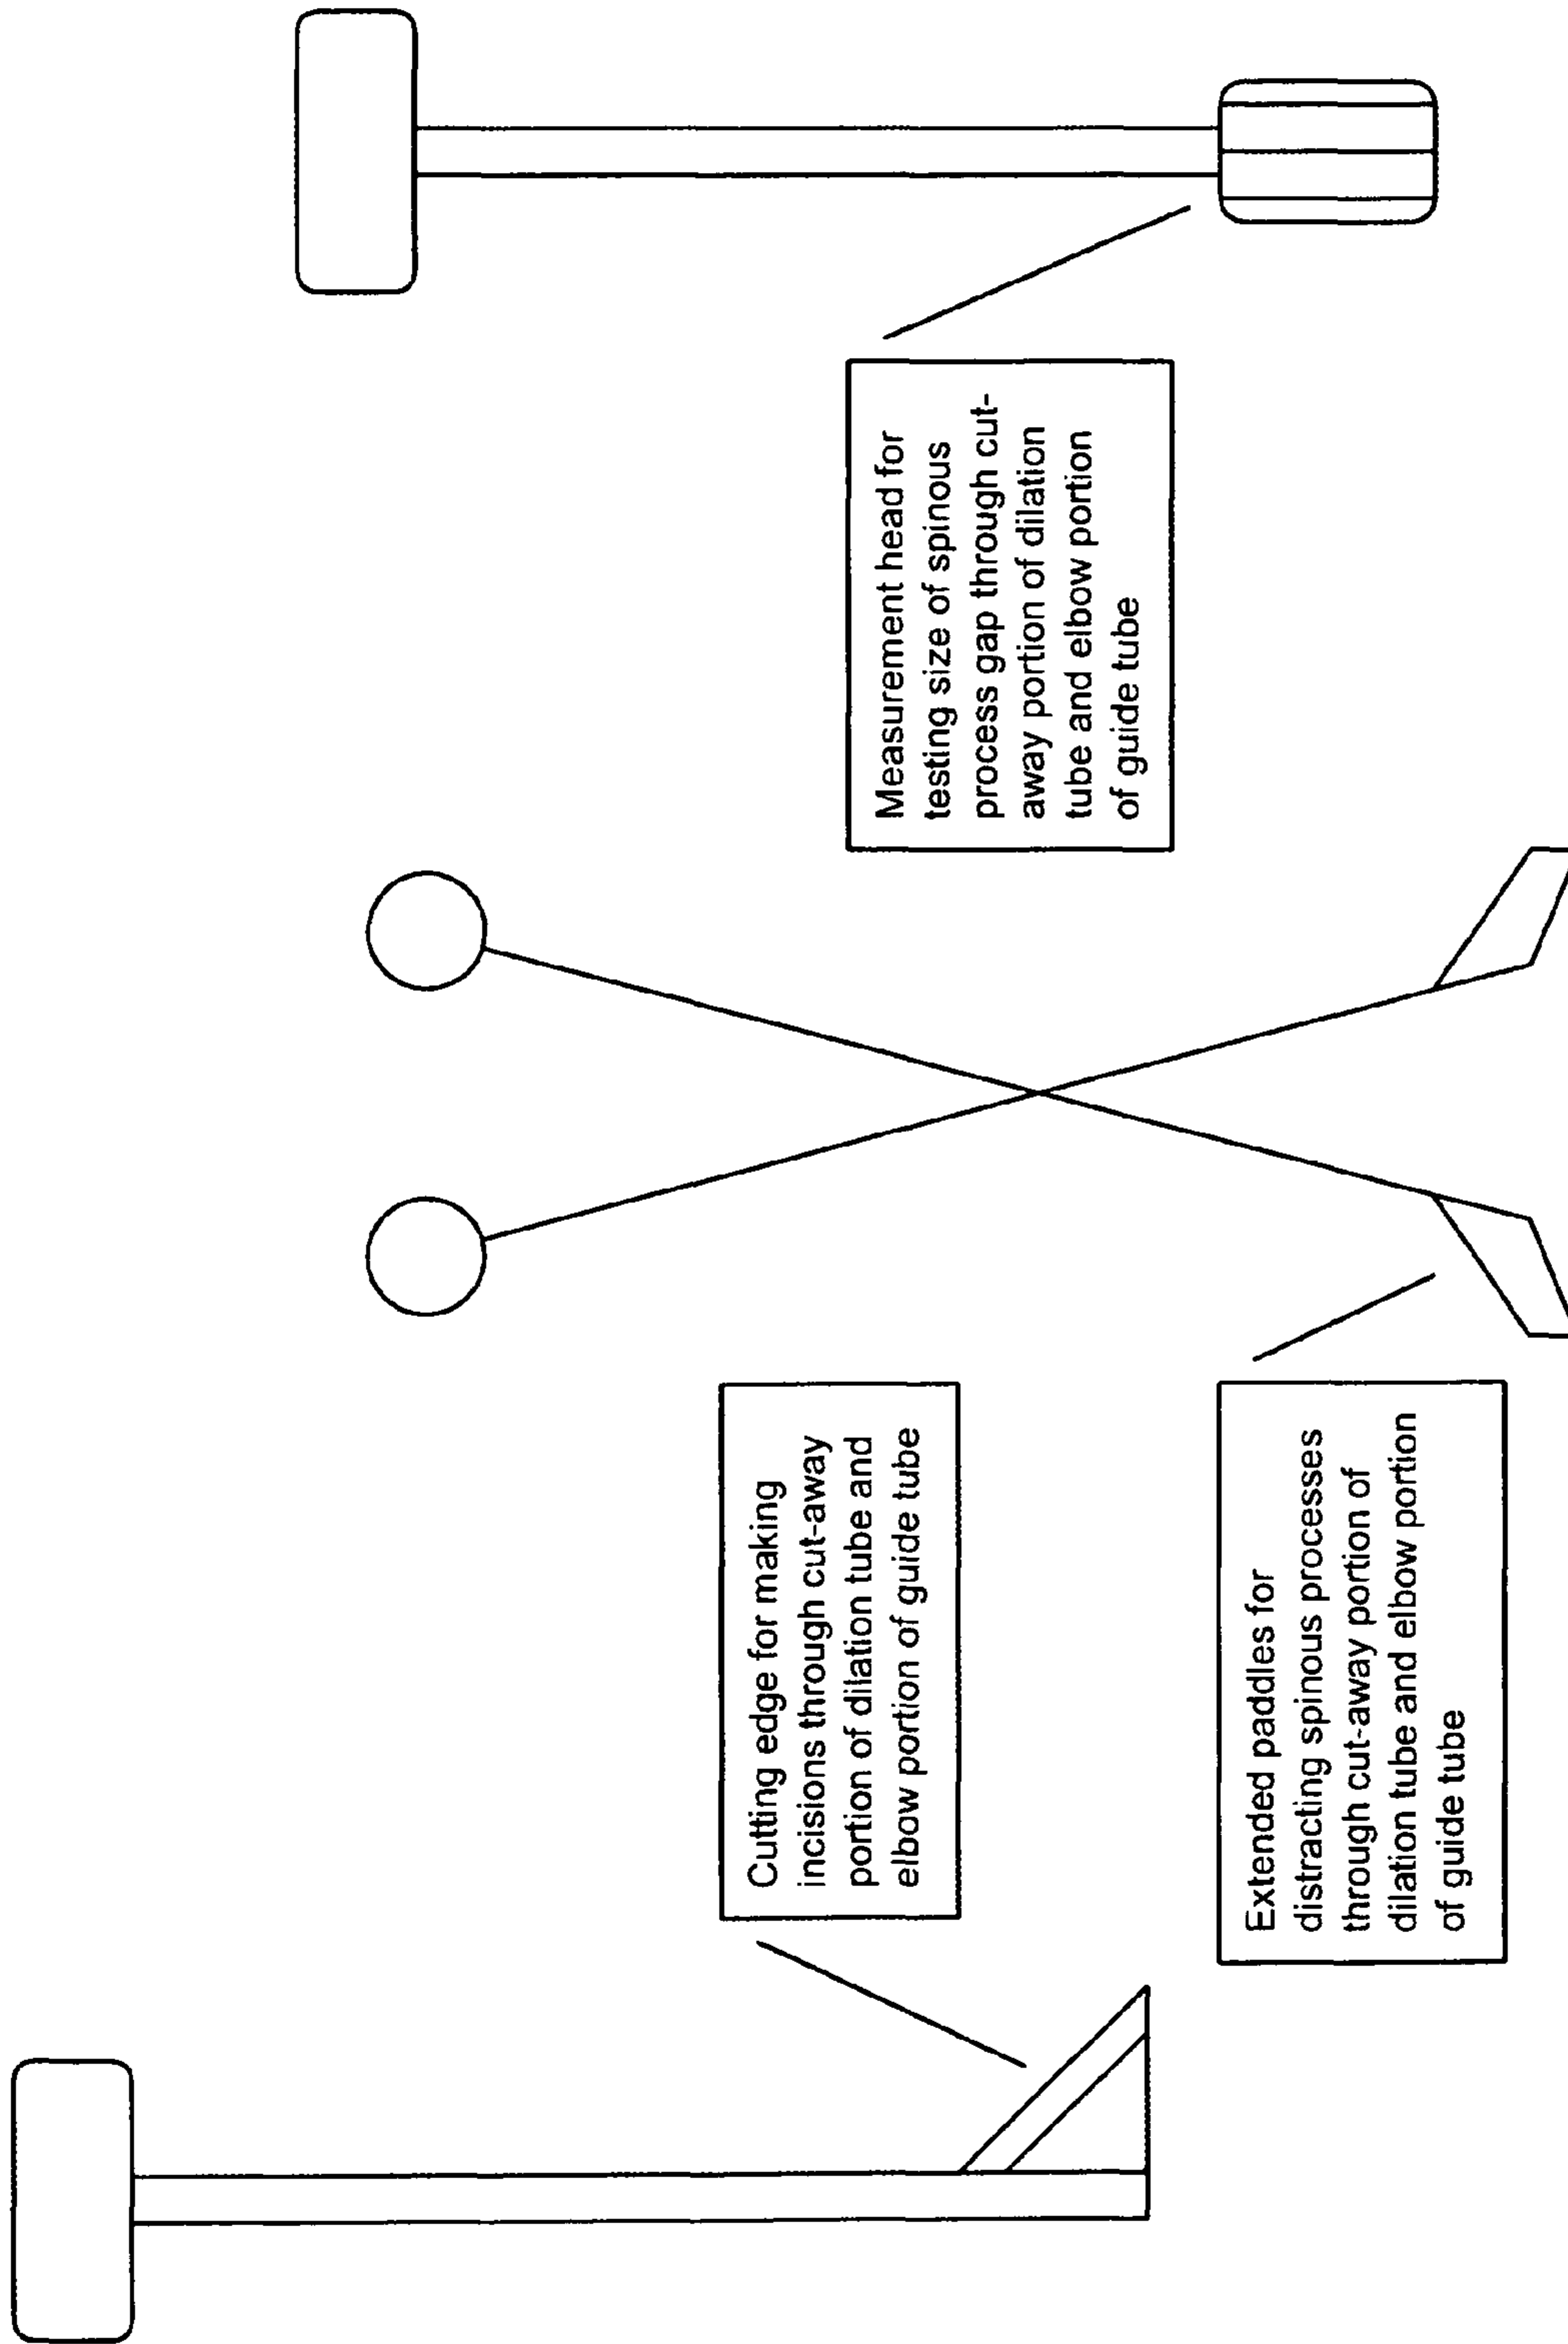 Cutting edge for making
incisions through cut-away
portion of dilation tube and
elbow portion of guide tube
Extended paddles for
distracting spinous processes
through cut-away portion of
dilation tube and elbow portion
of guide tube
Measurement head for
testing size of spinous
process gap through cut-
away portion of dilation
tube and elbow portion
of guide tube